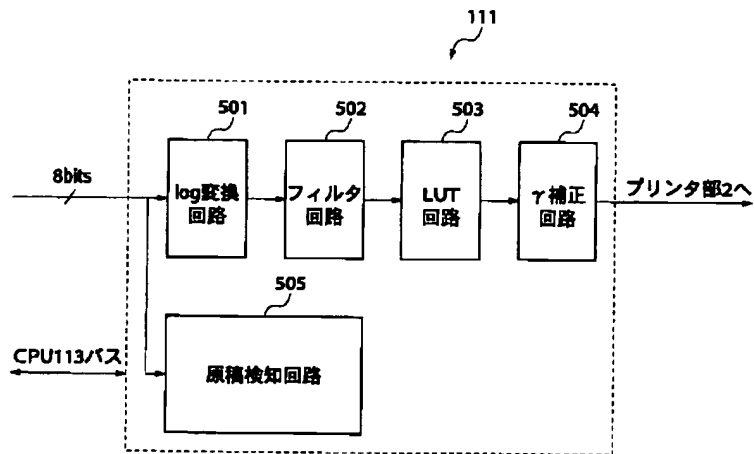 111
501
502
503
504
8bits
log変換
回路
フィルタ
回路
LUT
回路
γ補正
回路
プリンタ部2へ
505
CPU113バス
原稿検知回路